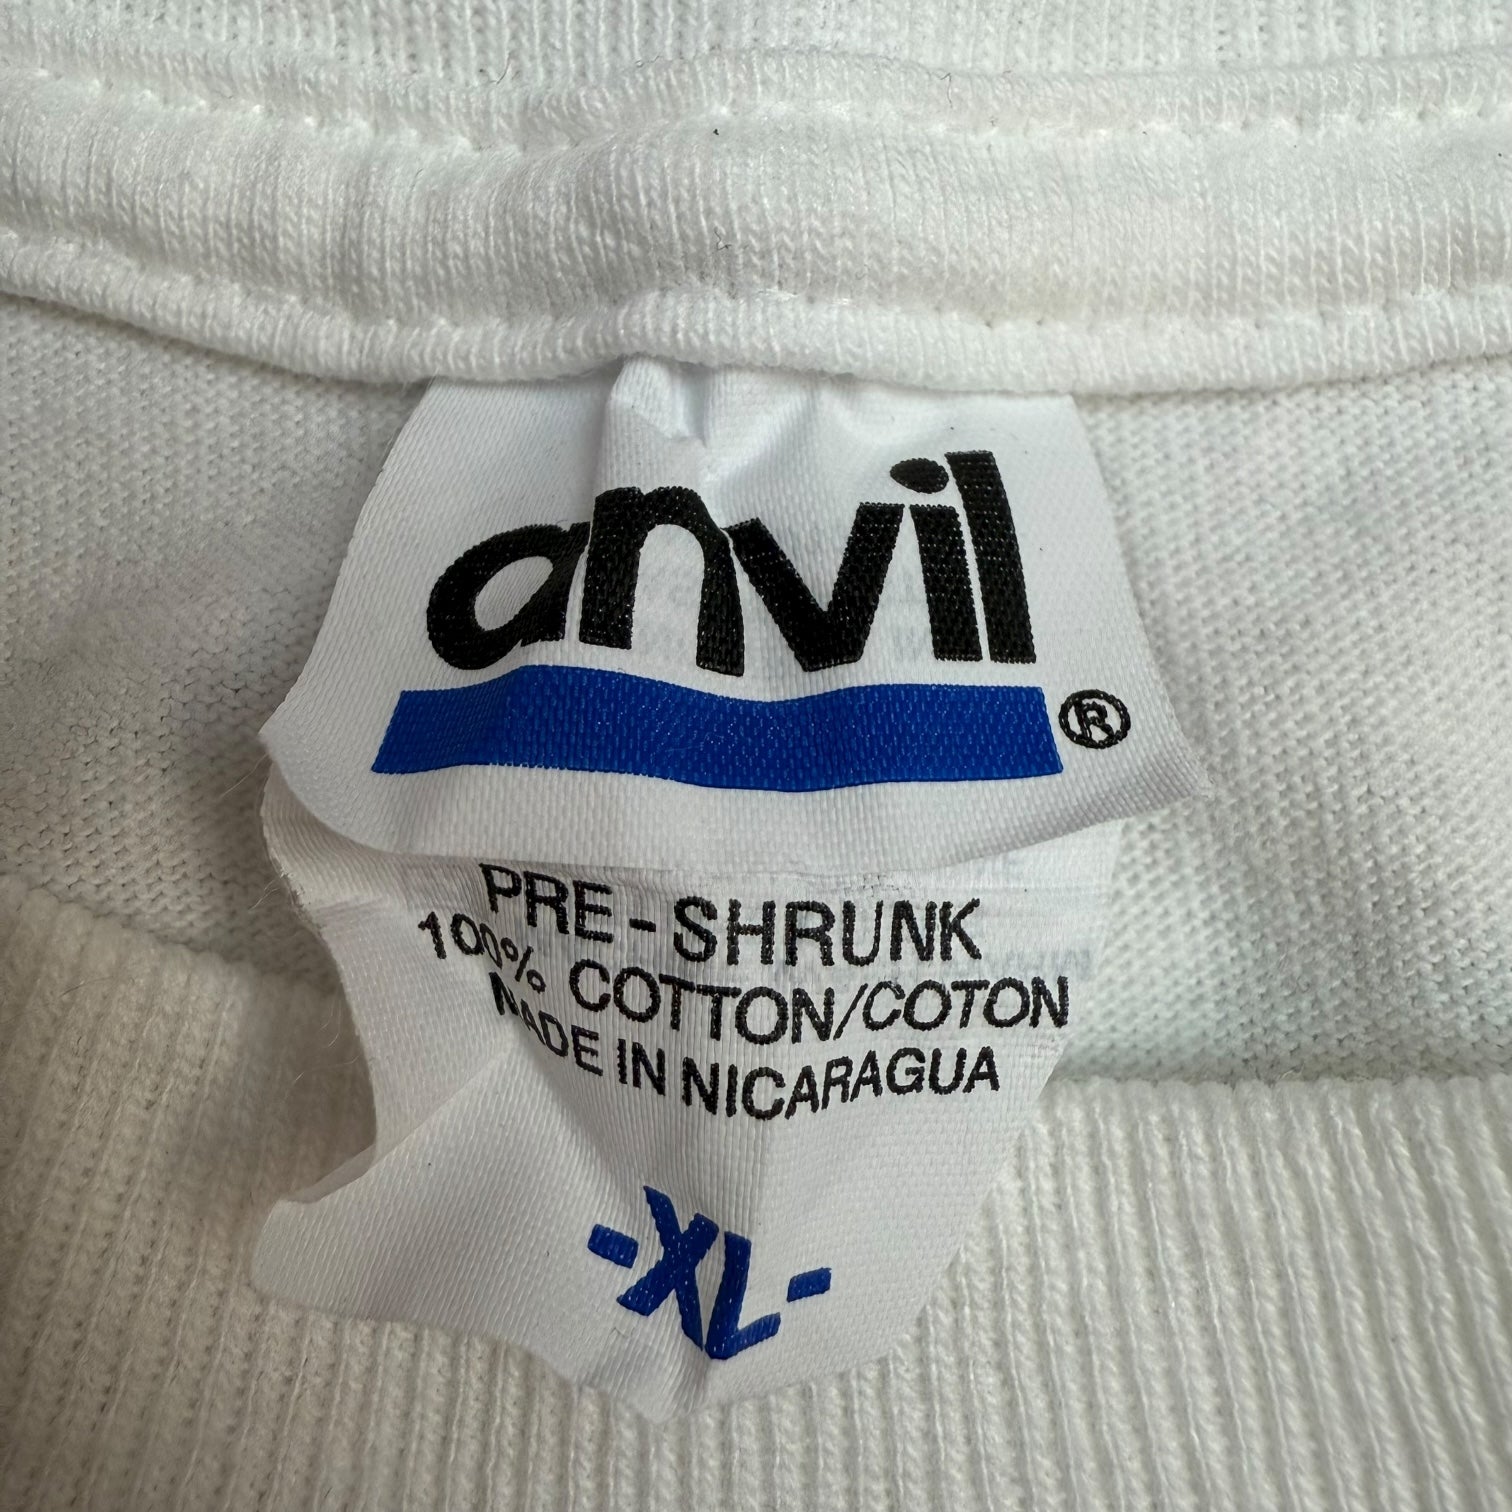 anvil®
PRE-SHRUNK
100% COTTON/COTON
MADE IN NICARAGUA
-XL-